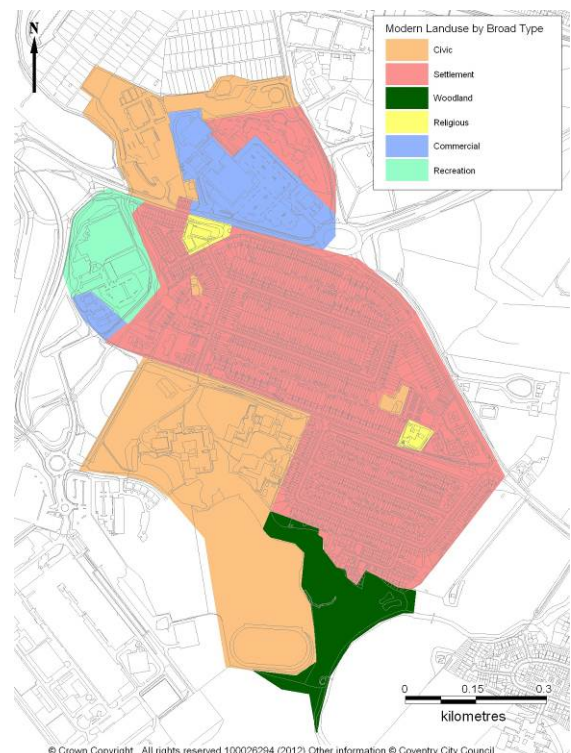 N
Modern Landuse by Broad Type
Civic
Settlement
Woodland
Religious
Commercial
Recreation
0 0.15 0.3
kilometres
© Crown Copyright. All rights reserved 100026294 (2012) Other information © Coventry City Council